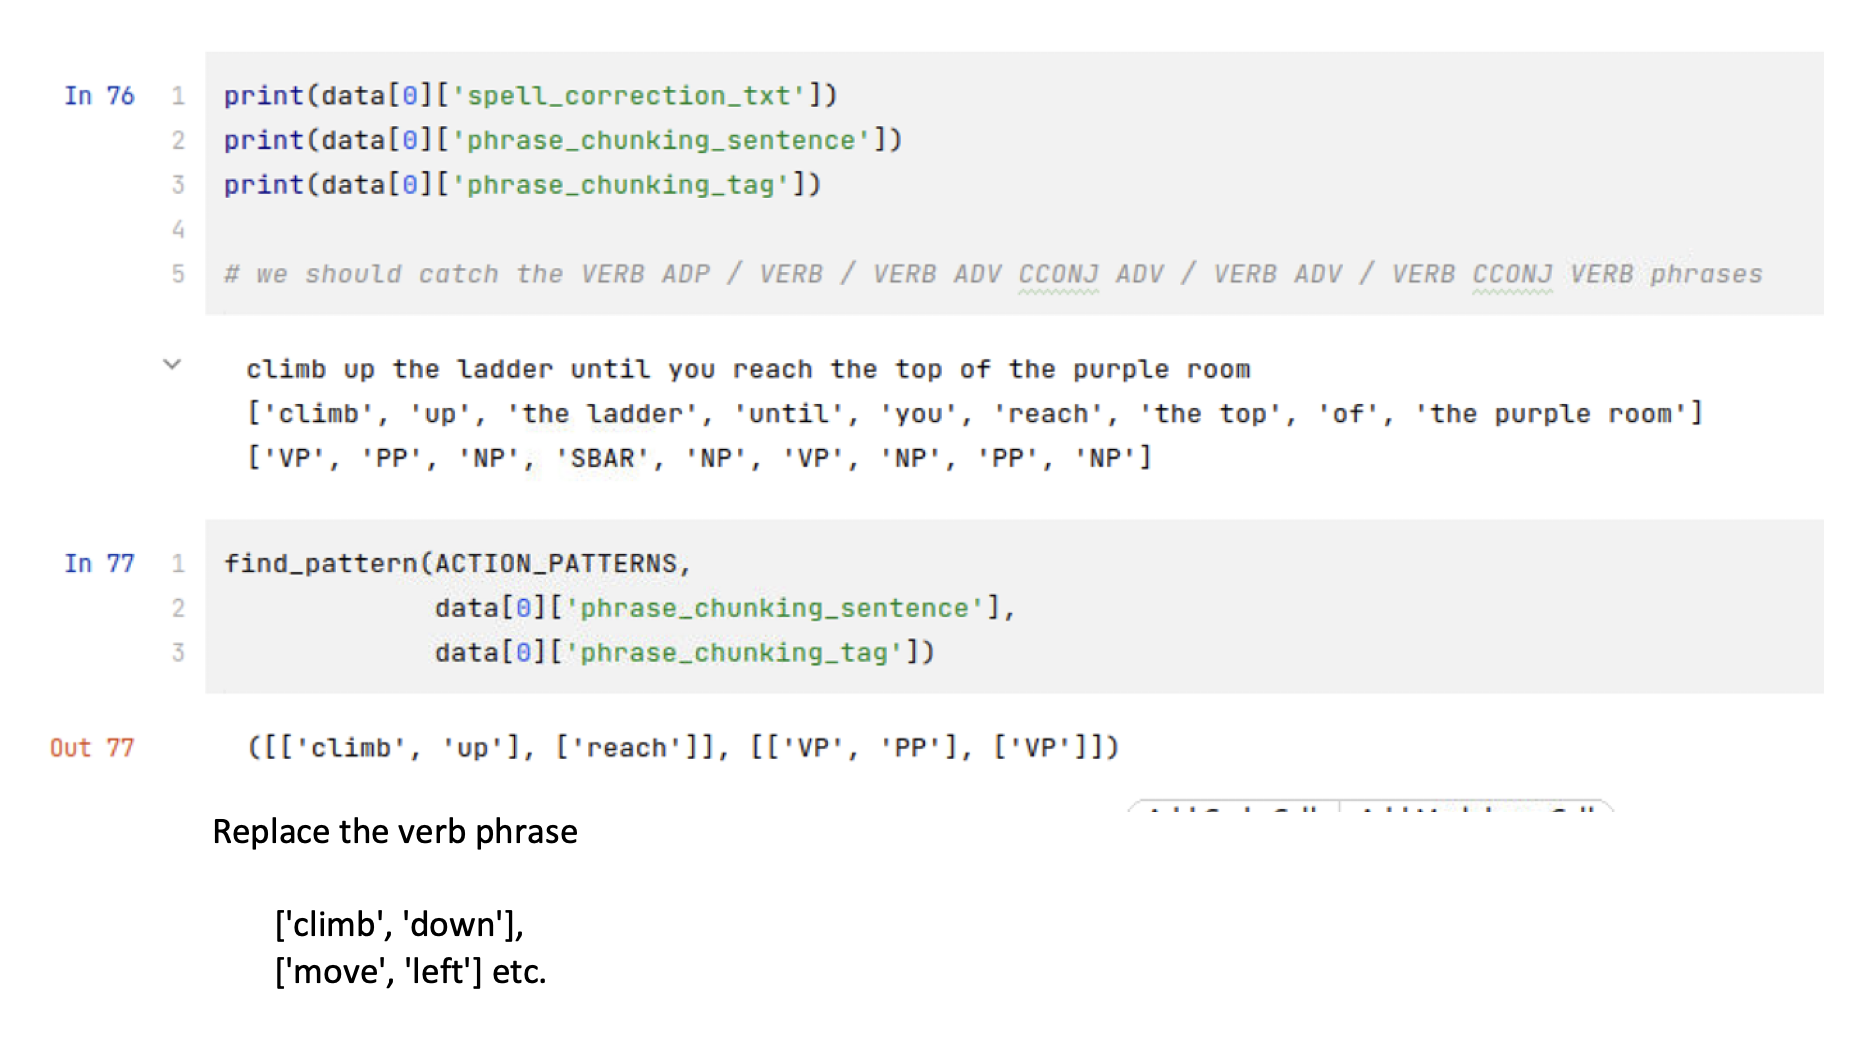 In 76 1 print(data[0]['spell_correction_txt'])
2 print(data[0]['phrase_chunking_sentence'])
3 print(data[0]['phrase_chunking_tag'])
4
5 # we should catch the VERB ADP / VERB / VERB ADV CCONJ ADV / VERB ADV / VERB CCONJ VERB phrases
climb up the ladder until you reach the top of the purple room
['climb', 'up', 'the ladder', 'until', 'you', 'reach', 'the top', 'of', 'the purple room']
['VP', 'PP', 'NP', 'SBAR', 'NP', 'VP', 'NP', 'PP', 'NP']
In 77 1 find_pattern(ACTION_PATTERNS,
2 data[0]['phrase_chunking_sentence'],
3 data[0]['phrase_chunking_tag'])
Out 77 ([['climb', 'up'], ['reach']], [['VP', 'PP'], ['VP']])
Replace the verb phrase
['climb', 'down'],
['move', 'left'] etc.